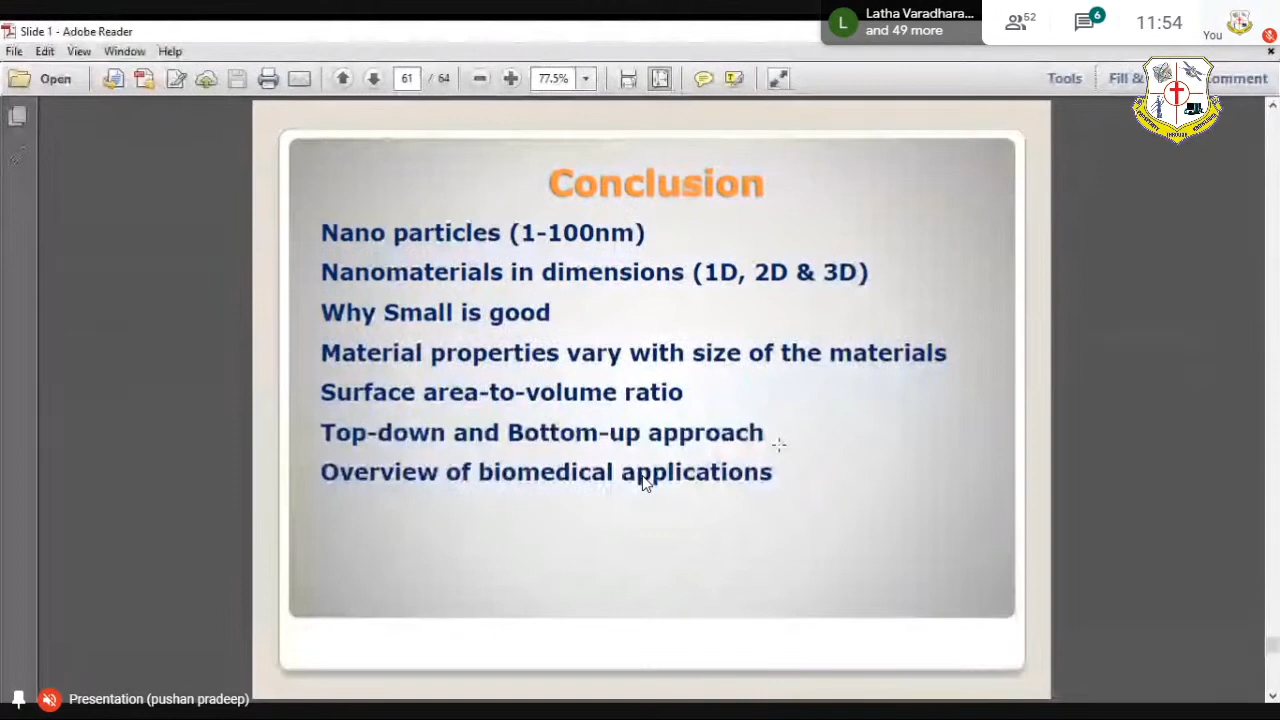 Slide 1 - Adobe Reader
L Latha Varadhara...
and 49 more
52
6
11:54
You
File Edit View Window Help
Open
61 / 64
77.5%
Tools
Fill &
omment
Conclusion
Nano particles (1-100nm)
Nanomaterials in dimensions (1D, 2D & 3D)
Why Small is good
Material properties vary with size of the materials
Surface area-to-volume ratio
Top-down and Bottom-up approach
Overview of biomedical applications
Presentation (pushan pradeep)